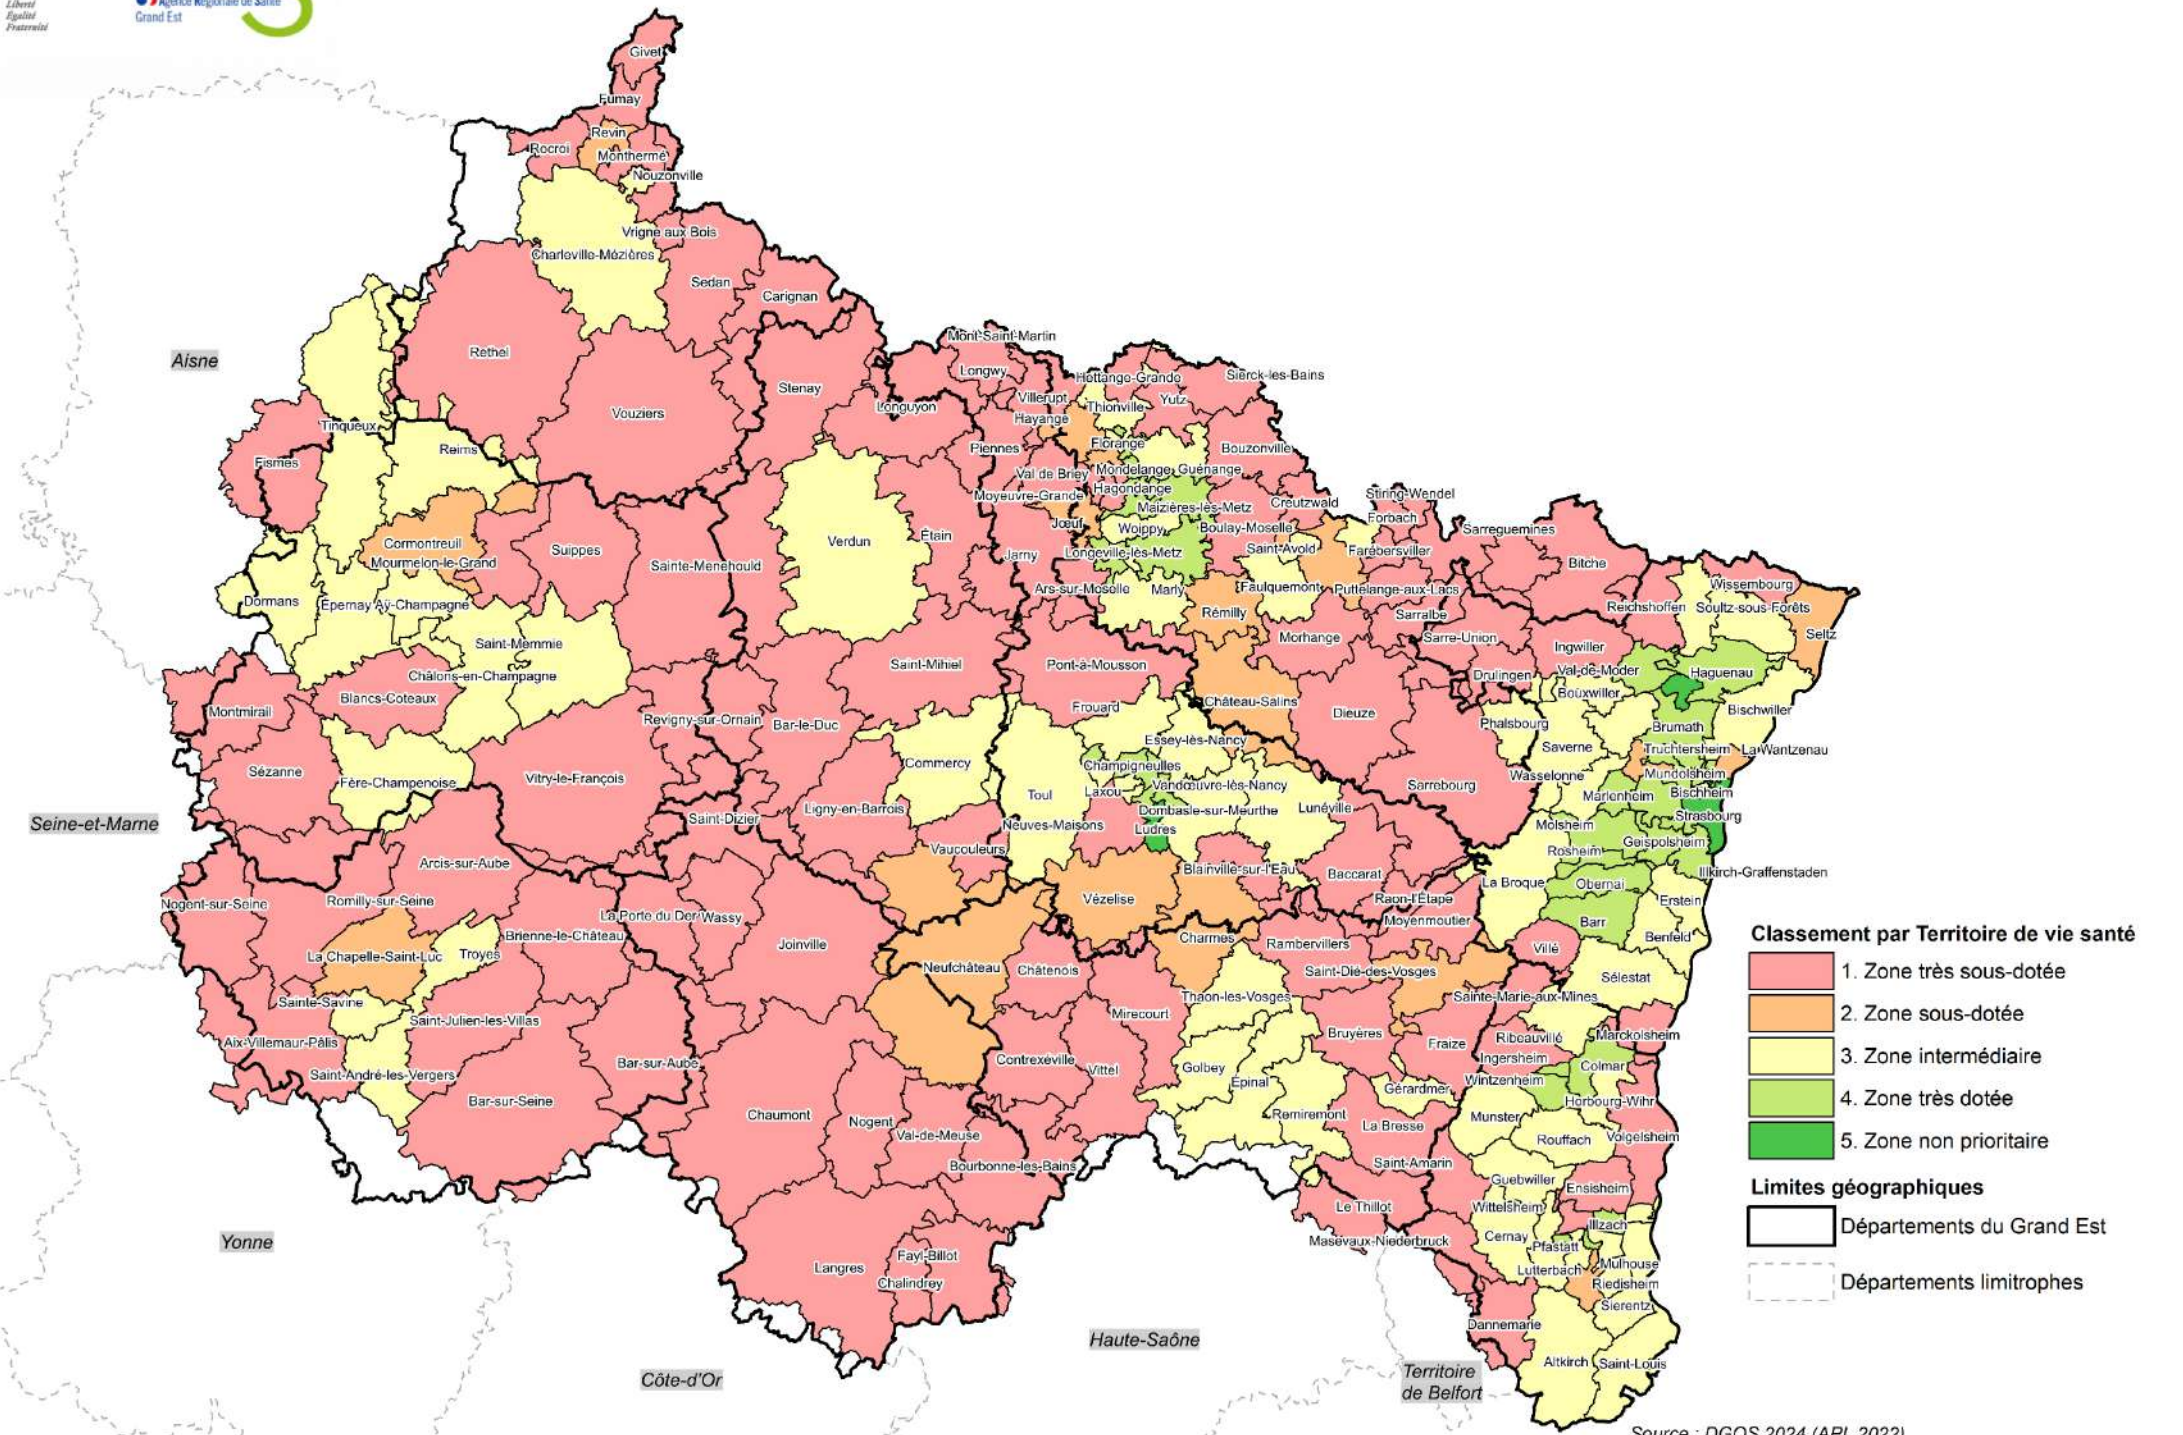 Liberté
Égalité
Fraternité
Agence Régionale de Santé
Grand Est
Givet
Fumay
Revin
Rocroi
Monthermé
Nouzonville
Vrigne aux Bois
Charleville-Mézières
Sedan
Carignan
Mont-Saint-Martin
Aisne
Rethel
Longwy
Hettange-Grande
Sierck-les-Bains
Stenay
Villerupt
Yutz
Vouziers
Longuyon
Hayange
Thionville
Tinqueux
Florange
Reims
Piennes
Bouzonville
Fismes
Val de Briey
Mondelange
Guénange
Moyeuvre-Grande
Hagondange
Creutzwald
Stiring-Wendel
Maizières-lès-Metz
Forbach
Jœuf
Woippy
Boulay-Moselle
Sarreguemines
Cormontreuil
Suippes
Verdun
Étain
Jarny
Longeville-lès-Metz
Saint-Avold
Farébersviller
Mourmelon-le-Grand
Sainte-Menehould
Bitche
Dormans
Épernay
Aÿ-Champagne
Ars-sur-Moselle
Marly
Faulquemont
Puttelange-aux-Lacs
Wissembourg
Rémilly
Sarralbe
Reichshoffen
Soultz-sous-Forêts
Saint-Memmie
Morhange
Sarre-Union
Seltz
Saint-Mihiel
Pont-à-Mousson
Ingwiller
Châlons-en-Champagne
Drulingen
Val-de-Moder
Haguenau
Blancs-Coteaux
Bouxwiller
Montmirail
Revigny-sur-Ornain
Bar-le-Duc
Frouard
Château-Salins
Dieuze
Phalsbourg
Bischwiller
Brumath
Essey-lès-Nancy
Saverne
Truchtersheim
La Wantzenau
Sézanne
Fère-Champenoise
Vitry-le-François
Commercy
Champigneulles
Wasselonne
Mundolsheim
Laxou
Vandœuvre-lès-Nancy
Sarrebourg
Toul
Marlenheim
Bischheim
Ligny-en-Barrois
Dombasle-sur-Meurthe
Lunéville
Seine-et-Marne
Saint-Dizier
Neuves-Maisons
Ludres
Molsheim
Strasbourg
Vaucouleurs
Rosheim
Geispolsheim
Arcis-sur-Aube
Blainville-sur-l'Eau
Baccarat
Illkirch-Graffenstaden
La Broque
Obernai
Nogent-sur-Seine
Romilly-sur-Seine
Vézelise
Raon-l'Étape
Erstein
La Porte du Der
Wassy
Moyenmoutier
Barr
Brienne-le-Château
Joinville
Charmes
Rambervillers
Benfeld
La Chapelle-Saint-Luc
Troyes
Villé
Neufchâteau
Châtenois
Saint-Dié-des-Vosges
Sélestat
Sainte-Savine
Thaon-les-Vosges
Sainte-Marie-aux-Mines
Saint-Julien-les-Villas
Mirecourt
Bruyères
Aix-Villemaur-Pâlis
Fraize
Ribeauvillé
Marckolsheim
Bar-sur-Aube
Contrexéville
Vittel
Ingersheim
Saint-André-les-Vergers
Golbey
Épinal
Gérardmer
Wintzenheim
Colmar
Bar-sur-Seine
Horbourg-Wihr
Chaumont
Nogent
Remiremont
La Bresse
Munster
Val-de-Meuse
Rouffach
Volgelsheim
Bourbonne-les-Bains
Saint-Amarin
Guebwiller
Ensisheim
Le Thillot
Wittelsheim
Illzach
Yonne
Masevaux-Niederbruck
Cernay
Pfastatt
Fayl-Billot
Langres
Lutterbach
Mulhouse
Chalindrey
Riedisheim
Sierentz
Dannemarie
Haute-Saône
Altkirch
Saint-Louis
Côte-d'Or
Territoire
de Belfort
Classement par Territoire de vie santé
1. Zone très sous-dotée
2. Zone sous-dotée
3. Zone intermédiaire
4. Zone très dotée
5. Zone non prioritaire
Limites géographiques
Départements du Grand Est
Départements limitrophes
Source : DGOS 2024 (APL 2022)